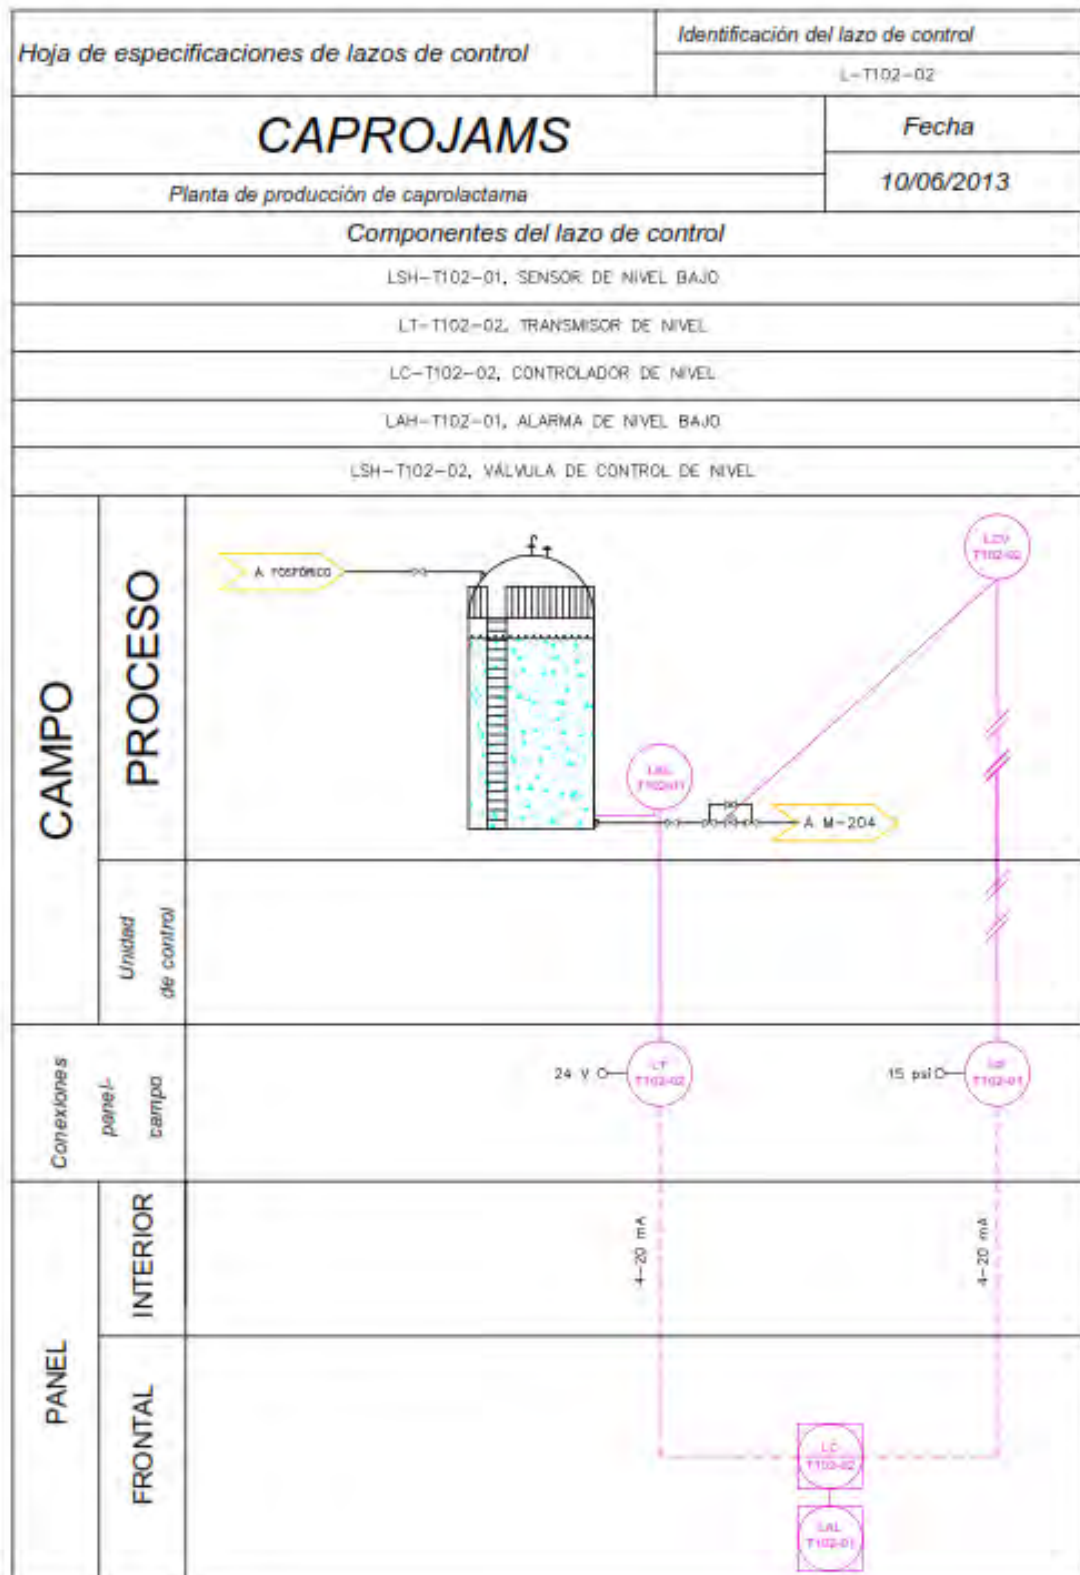 Hoja de especificaciones de lazos de control
Identificación del lazo de control
L-T102-02
CAPROJAMS
Fecha
Planta de producción de caprolactama
10/06/2013
Componentes del lazo de control
LSH-T102-01, SENSOR DE NIVEL BAJO
LT-T102-02, TRANSMISOR DE NIVEL
LC-T102-02, CONTROLADOR DE NIVEL
LAH-T102-01, ALARMA DE NIVEL BAJO
LSH-T102-02, VÁLVULA DE CONTROL DE NIVEL
CAMPO
PROCESO
A. FOSFÓRICO
LCV
T102-02
A M-204
Unidad
de control
Conexiones
panel-
campo
24 V
LT
T102-02
15 psi
T102-01
PANEL
INTERIOR
4-20 mA
4-20 mA
FRONTAL
LC
T102-02
LAL
T102-01